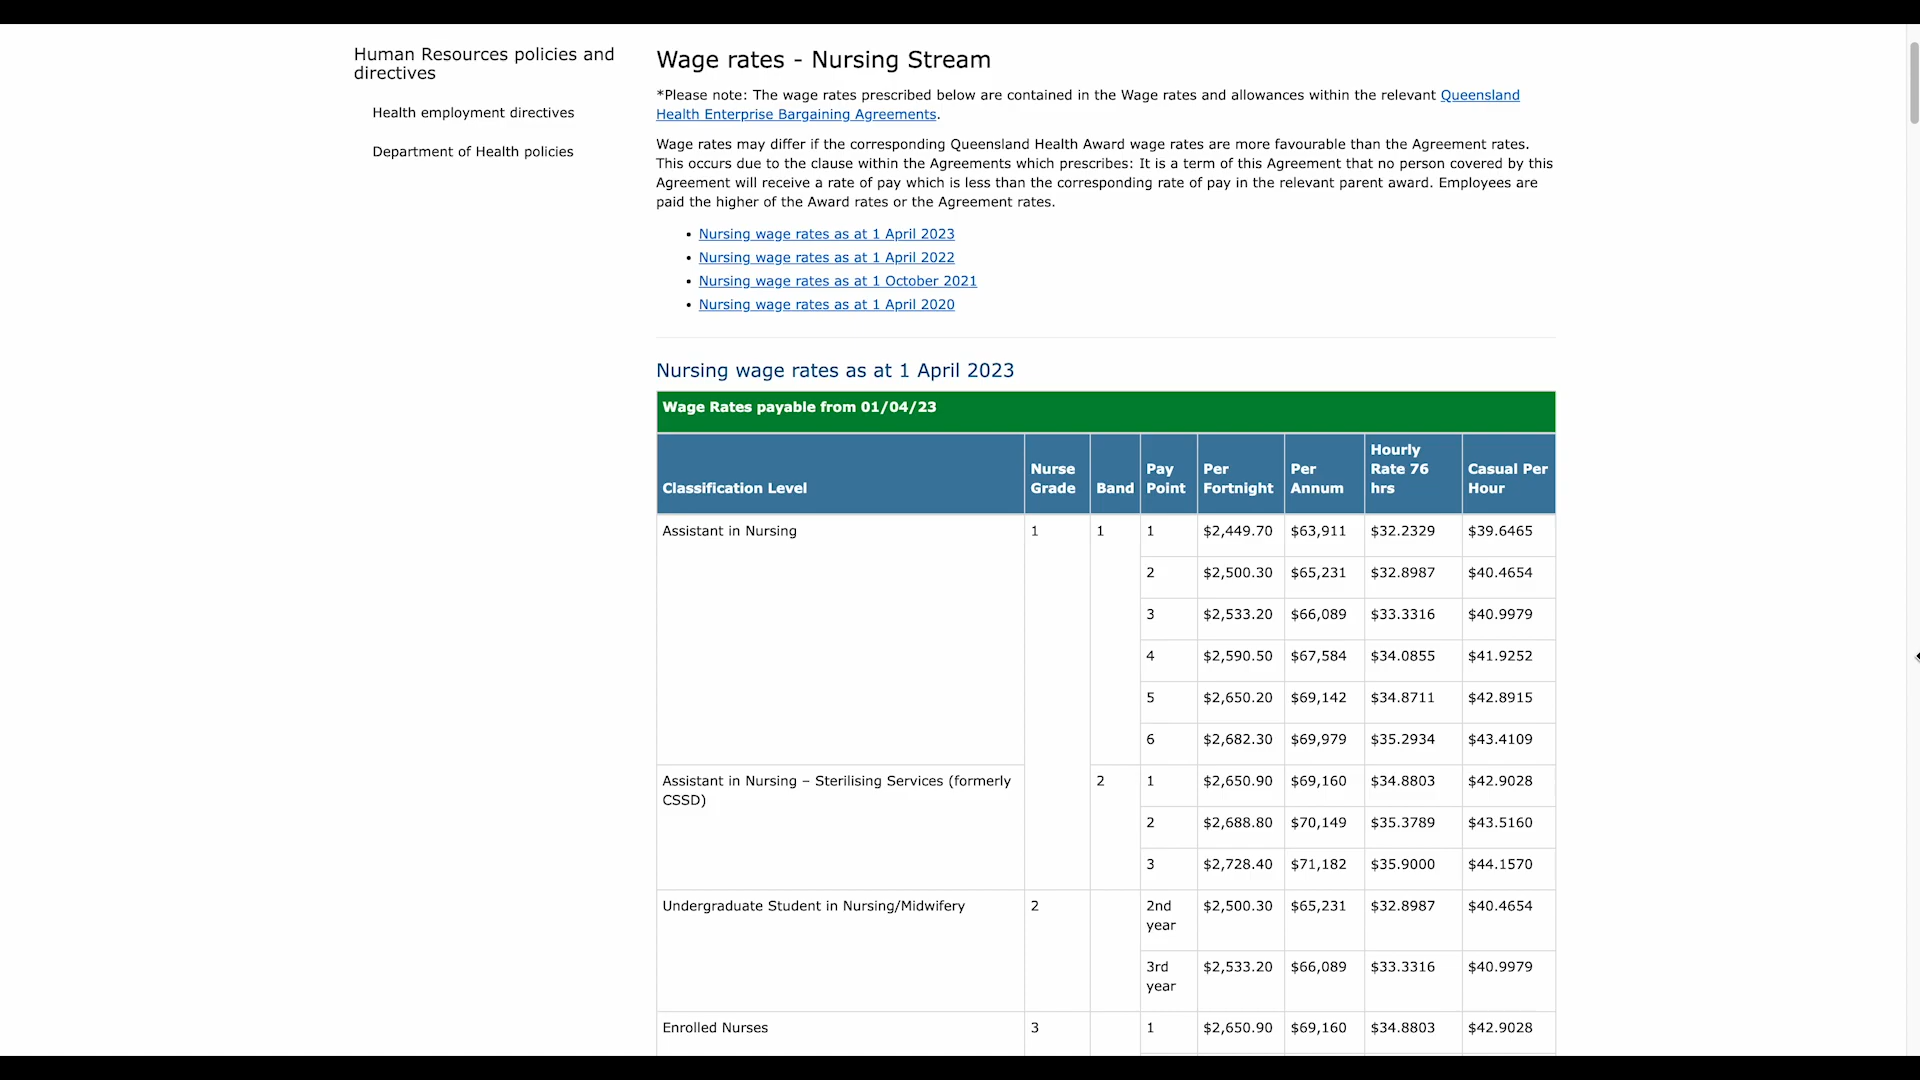 Human Resources policies and
directives
Health employment directives
Department of Health policies
Wage rates - Nursing Stream
*Please note: The wage rates prescribed below are contained in the Wage rates and allowances within the relevant Queensland
Health Enterprise Bargaining Agreements.
Wage rates may differ if the corresponding Queensland Health Award wage rates are more favourable than the Agreement rates.
This occurs due to the clause within the Agreements which prescribes: It is a term of this Agreement that no person covered by this
Agreement will receive a rate of pay which is less than the corresponding rate of pay in the relevant parent award. Employees are
paid the higher of the Award rates or the Agreement rates.
• Nursing wage rates as at 1 April 2023
• Nursing wage rates as at 1 April 2022
• Nursing wage rates as at 1 October 2021
• Nursing wage rates as at 1 April 2020
Nursing wage rates as at 1 April 2023
Wage Rates payable from 01/04/23
Classification Level Nurse Grade Band Pay Point Per Fortnight Per Annum Hourly Rate 76 hrs Casual Per Hour
Assistant in Nursing 1 1 1 $2,449.70 $63,911 $32.2329 $39.6465
2 $2,500.30 $65,231 $32.8987 $40.4654
3 $2,533.20 $66,089 $33.3316 $40.9979
4 $2,590.50 $67,584 $34.0855 $41.9252
5 $2,650.20 $69,142 $34.8711 $42.8915
6 $2,682.30 $69,979 $35.2934 $43.4109
Assistant in Nursing – Sterilising Services (formerly CSSD) 2 1 $2,650.90 $69,160 $34.8803 $42.9028
2 $2,688.80 $70,149 $35.3789 $43.5160
3 $2,728.40 $71,182 $35.9000 $44.1570
Undergraduate Student in Nursing/Midwifery 2 2nd year $2,500.30 $65,231 $32.8987 $40.4654
3rd year $2,533.20 $66,089 $33.3316 $40.9979
Enrolled Nurses 3 1 $2,650.90 $69,160 $34.8803 $42.9028